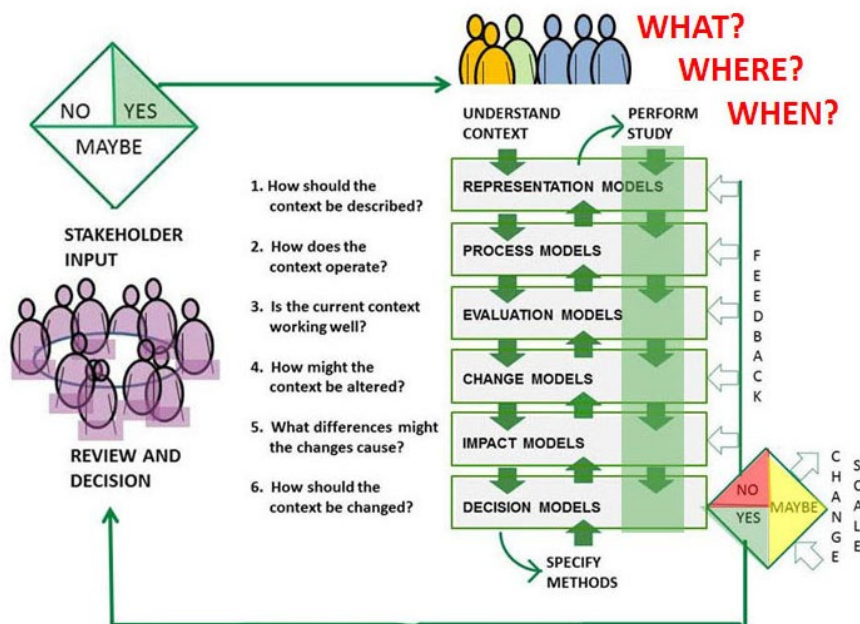 WHAT?
WHERE?
WHEN?
NO
YES
MAYBE
STAKEHOLDER
INPUT
REVIEW AND
DECISION
UNDERSTAND
CONTEXT
PERFORM
STUDY
1. How should the
context be described?
2. How does the
context operate?
3. Is the current context
working well?
4. How might the
context be altered?
5. What differences might
the changes cause?
6. How should the
context be changed?
REPRESENTATION MODELS
PROCESS MODELS
EVALUATION MODELS
CHANGE MODELS
IMPACT MODELS
DECISION MODELS
SPECIFY
METHODS
FEEDBACK
NO
YES
MAYBE
CHANGE
SCALE